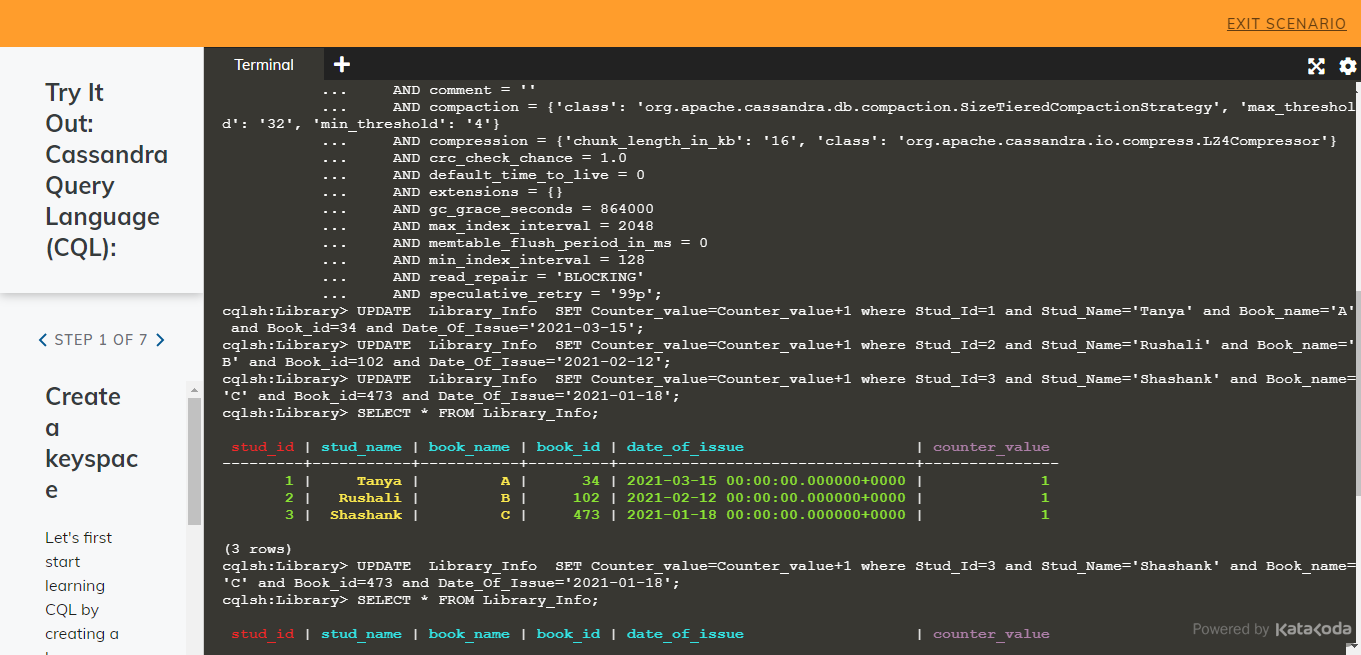 EXIT SCENARIO
Try It
Out:
Cassandra
Query
Language
(CQL):
STEP 1 OF 7
Create
a
keyspac
e
Let's first
start
learning
CQL by
creating a
Terminal
... AND comment = ''
... AND compaction = {'class': 'org.apache.cassandra.db.compaction.SizeTieredCompactionStrategy', 'max_threshol
d': '32', 'min_threshold': '4'}
... AND compression = {'chunk_length_in_kb': '16', 'class': 'org.apache.cassandra.io.compress.LZ4Compressor'}
... AND crc_check_chance = 1.0
... AND default_time_to_live = 0
... AND extensions = {}
... AND gc_grace_seconds = 864000
... AND max_index_interval = 2048
... AND memtable_flush_period_in_ms = 0
... AND min_index_interval = 128
... AND read_repair = 'BLOCKING'
... AND speculative_retry = '99p';
cqlsh:Library> UPDATE  Library_Info  SET Counter_value=Counter_value+1 where Stud_Id=1 and Stud_Name='Tanya' and Book_name='A'
and Book_id=34 and Date_Of_Issue='2021-03-15';
cqlsh:Library> UPDATE  Library_Info  SET Counter_value=Counter_value+1 where Stud_Id=2 and Stud_Name='Rushali' and Book_name='
B' and Book_id=102 and Date_Of_Issue='2021-02-12';
cqlsh:Library> UPDATE  Library_Info  SET Counter_value=Counter_value+1 where Stud_Id=3 and Stud_Name='Shashank' and Book_name=
'C' and Book_id=473 and Date_Of_Issue='2021-01-18';
cqlsh:Library> SELECT * FROM Library_Info;
stud_id | stud_name | book_name | book_id | date_of_issue | counter_value
---------+-----------+-----------+---------+---------------------------------+---------------
1 | Tanya | A | 34 | 2021-03-15 00:00:00.000000+0000 | 1
2 | Rushali | B | 102 | 2021-02-12 00:00:00.000000+0000 | 1
3 | Shashank | C | 473 | 2021-01-18 00:00:00.000000+0000 | 1
(3 rows)
cqlsh:Library> UPDATE  Library_Info  SET Counter_value=Counter_value+1 where Stud_Id=3 and Stud_Name='Shashank' and Book_name=
'C' and Book_id=473 and Date_Of_Issue='2021-01-18';
cqlsh:Library> SELECT * FROM Library_Info;
stud_id | stud_name | book_name | book_id | date_of_issue | counter_value
Powered by Katakoda